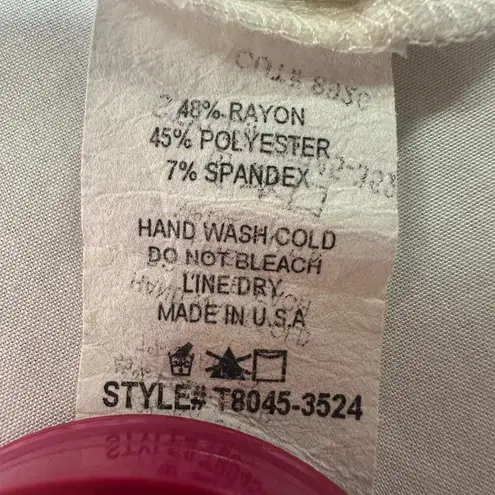 48% RAYON
45% POLYESTER
7% SPANDEX
HAND WASH COLD
DO NOT BLEACH
LINE DRY
MADE IN U.S.A
STYLE# T8045-3524